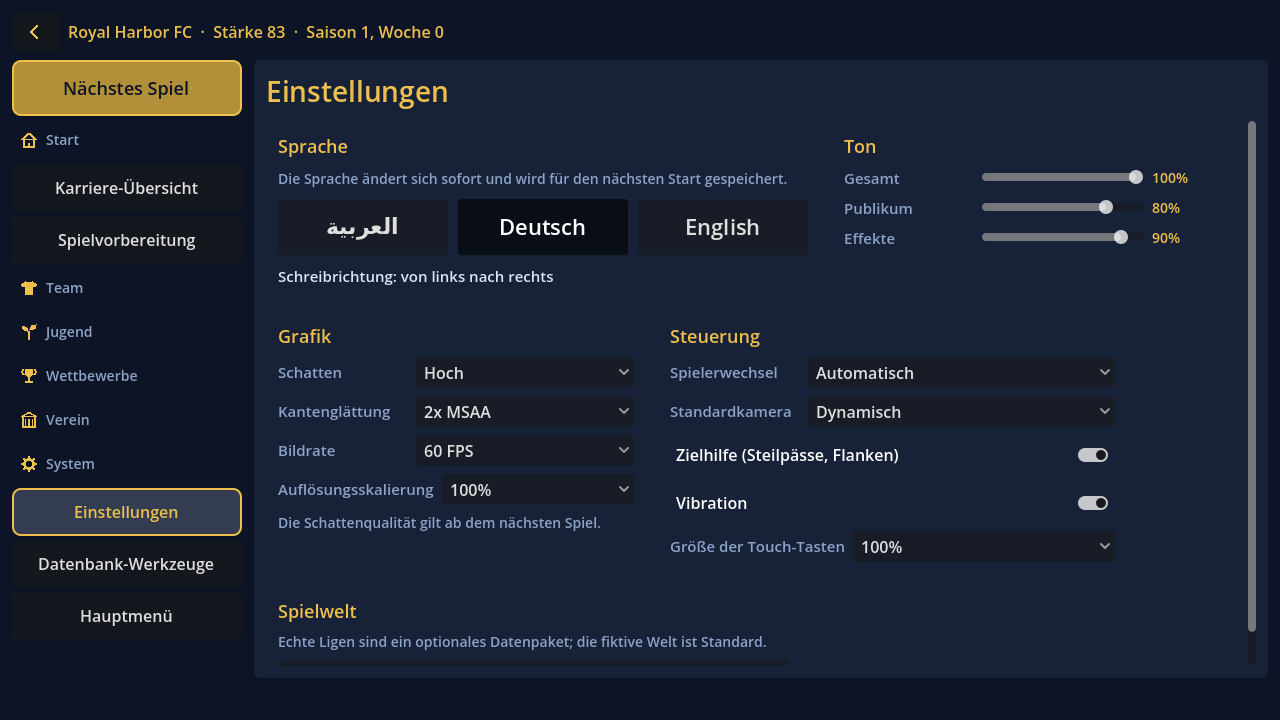 Royal Harbor FC · Stärke 83 · Saison 1, Woche 0
Nächstes Spiel
Start
Karriere-Übersicht
Spielvorbereitung
Team
Jugend
Wettbewerbe
Verein
System
Einstellungen
Datenbank-Werkzeuge
Hauptmenü
Einstellungen
Sprache
Die Sprache ändert sich sofort und wird für den nächsten Start gespeichert.
العربية
Deutsch
English
Schreibrichtung: von links nach rechts
Ton
Gesamt 100%
Publikum 80%
Effekte 90%
Grafik
Schatten Hoch
Kantenglättung 2x MSAA
Bildrate 60 FPS
Auflösungsskalierung 100%
Die Schattenqualität gilt ab dem nächsten Spiel.
Steuerung
Spielerwechsel Automatisch
Standardkamera Dynamisch
Zielhilfe (Steilpässe, Flanken)
Vibration
Größe der Touch-Tasten 100%
Spielwelt
Echte Ligen sind ein optionales Datenpaket; die fiktive Welt ist Standard.